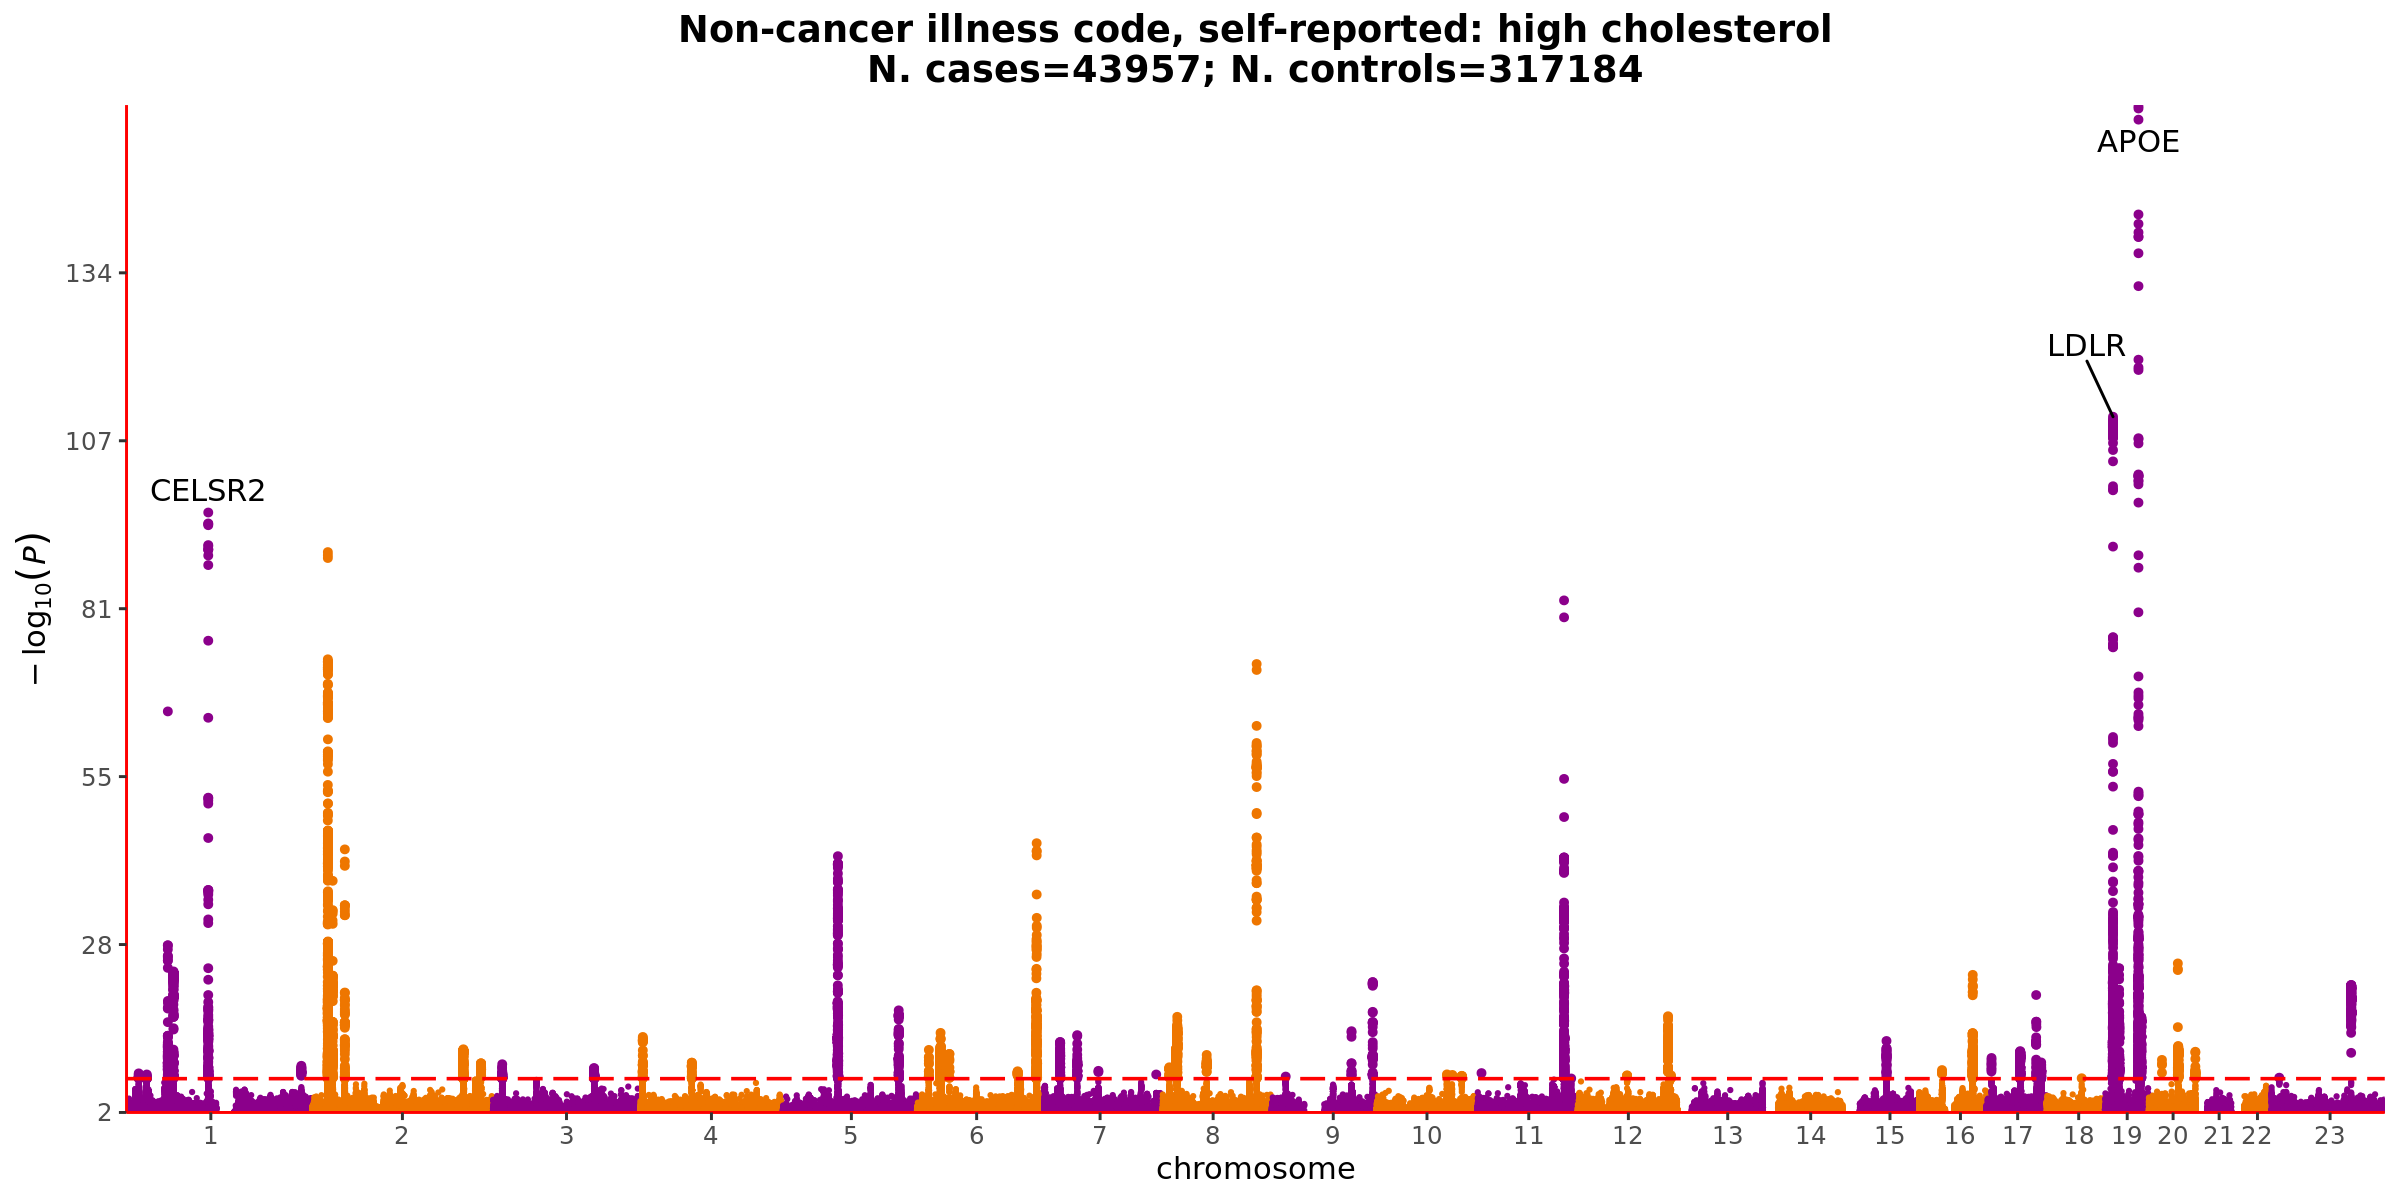 Non-cancer illness code, self-reported: high cholesterol
N. cases=43957; N. controls=317184
APOE
134
LDLR
107
CELSR2
−log10(P)
81
55
28
2
1 2 3 4 5 6 7 8 9 10 11 12 13 14 15 16 17 18 19 20 21 22 23
chromosome